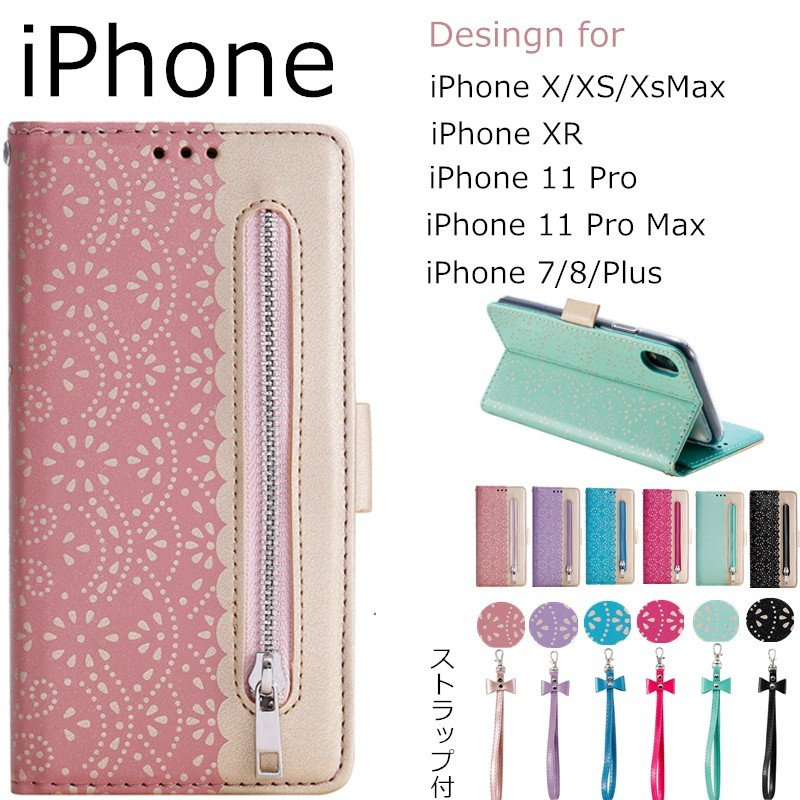 iPhone
Desingn for
iPhone X/XS/XsMax
iPhone XR
iPhone 11 Pro
iPhone 11 Pro Max
iPhone 7/8/Plus
ストラップ付